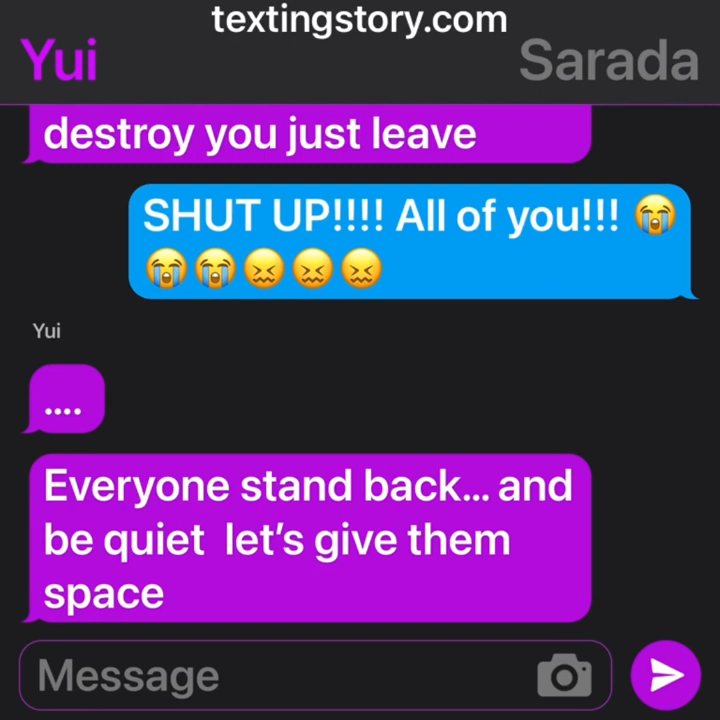 textingstory.com
Yui Sarada
destroy you just leave
SHUT UP!!!! All of you!!! 😭
😭😭😖😖😖
Yui
....
Everyone stand back... and
be quiet  let's give them
space
Message